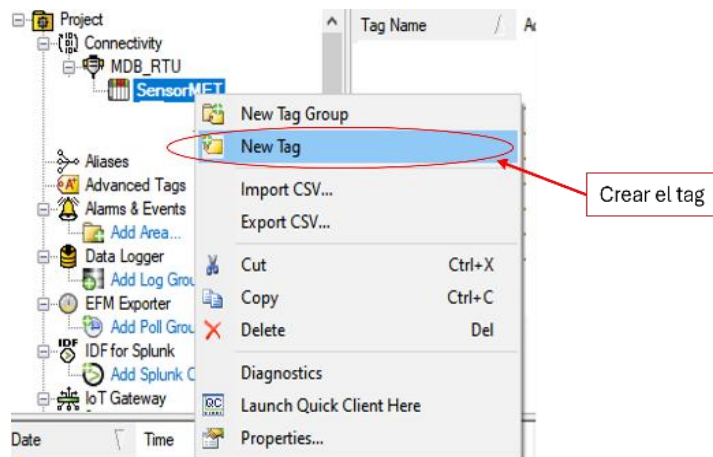 Project
Connectivity
MDB_RTU
SensorMET
Aliases
Advanced Tags
Alarms & Events
Add Area...
Data Logger
Add Log Grou
EFM Exporter
Add Poll Grou
IDF for Splunk
Add Splunk C
IoT Gateway
Date
Time
Tag Name
New Tag Group
New Tag
Import CSV...
Export CSV...
Cut Ctrl+X
Copy Ctrl+C
Delete Del
Diagnostics
Launch Quick Client Here
Properties...
Crear el tag